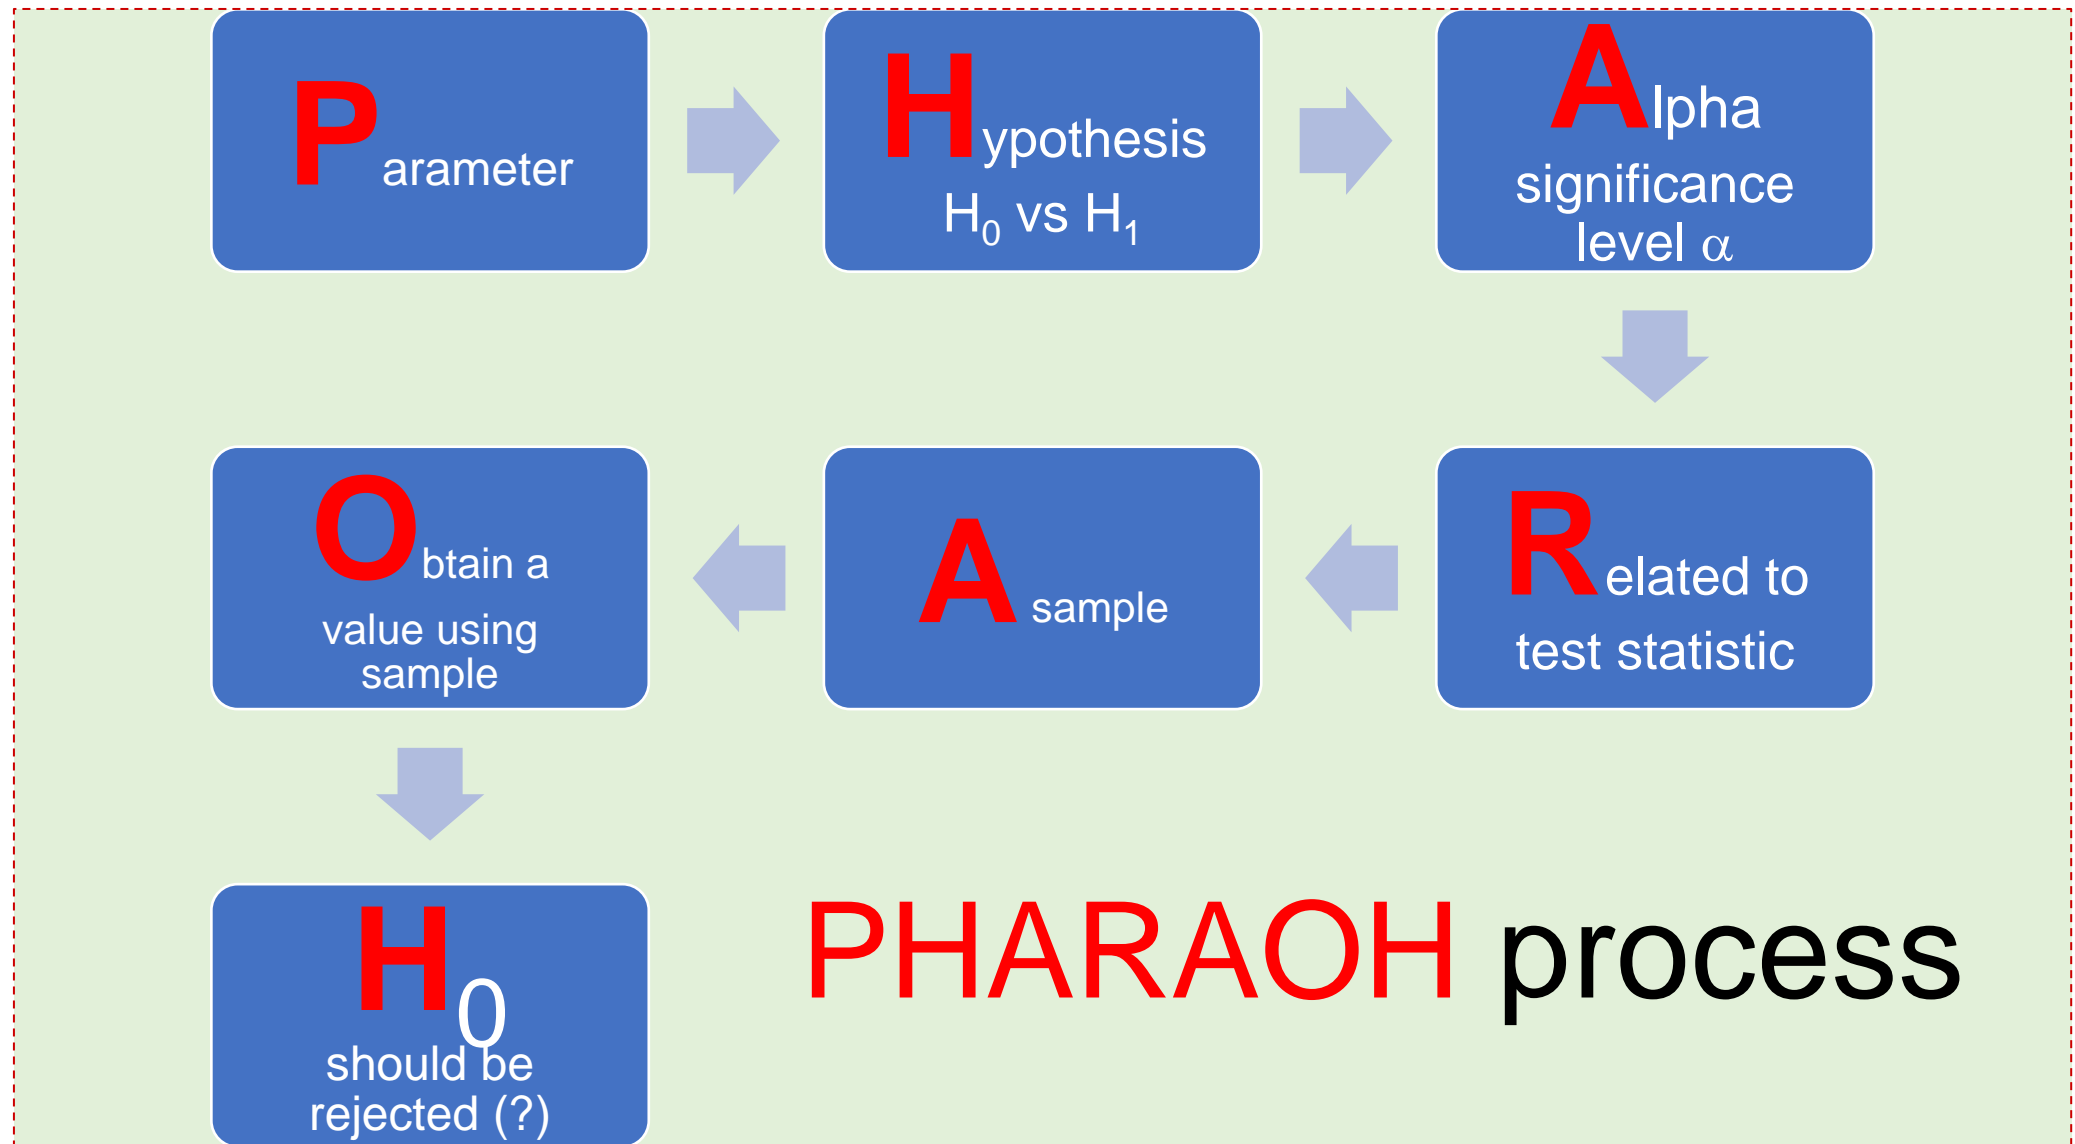 Parameter
Hypothesis
H₀ vs H₁
Alpha
significance
level α
Related to
test statistic
A sample
Obtain a
value using
sample
H₀
should be
rejected (?)
PHARAOH process